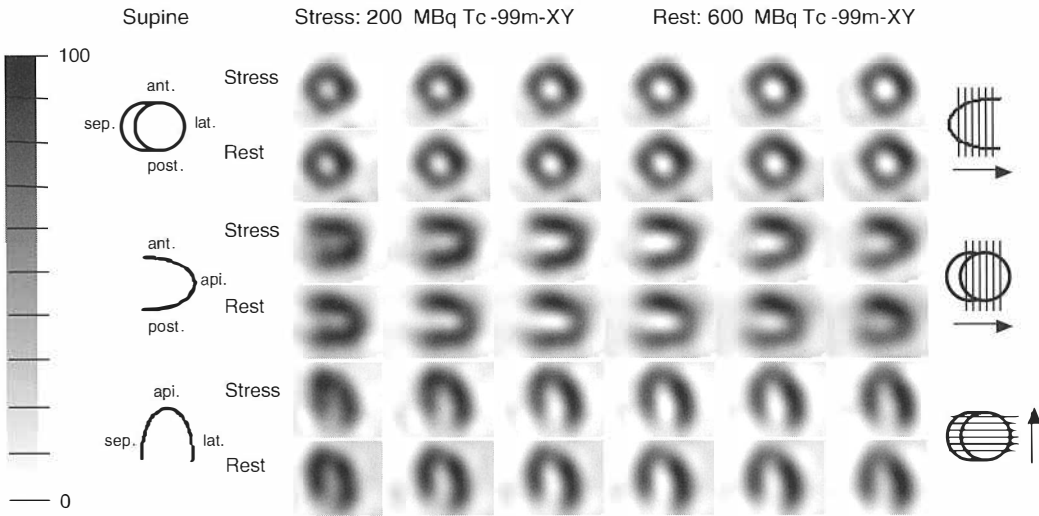 Supine Stress: 200 MBq Tc -99m-XY Rest: 600 MBq Tc -99m-XY
100
Stress
ant.
sep. lat.
Rest
post.
Stress
ant.
api.
Rest
post.
Stress
api.
sep. lat.
Rest
0